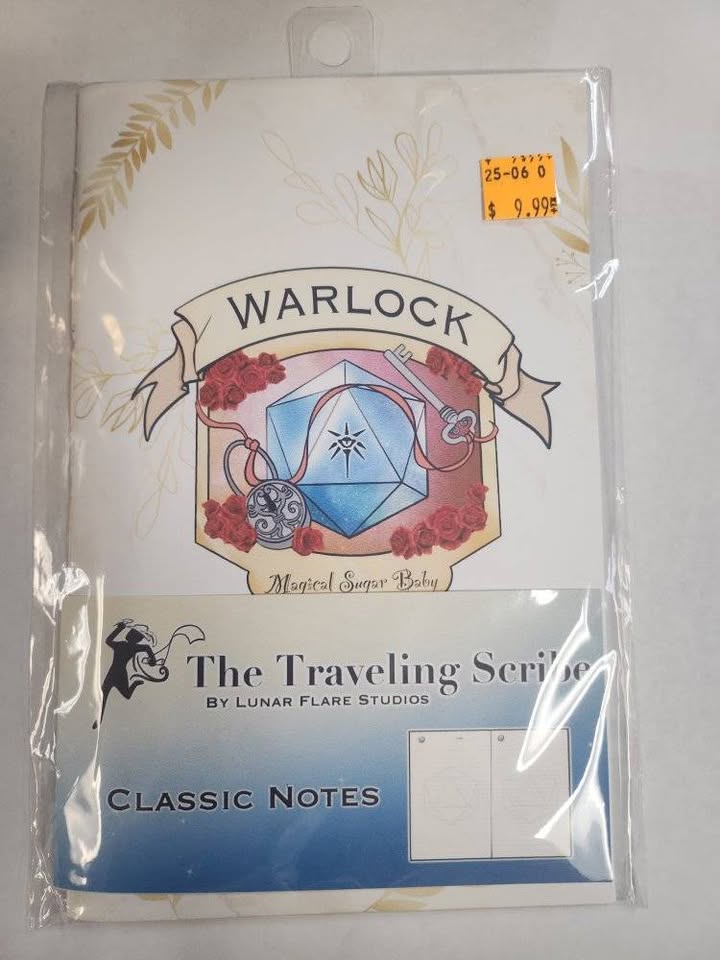 25-06 0
$ 9.99
WARLOCK
Magical Sugar Baby
The Traveling Scribe
BY LUNAR FLARE STUDIOS
CLASSIC NOTES